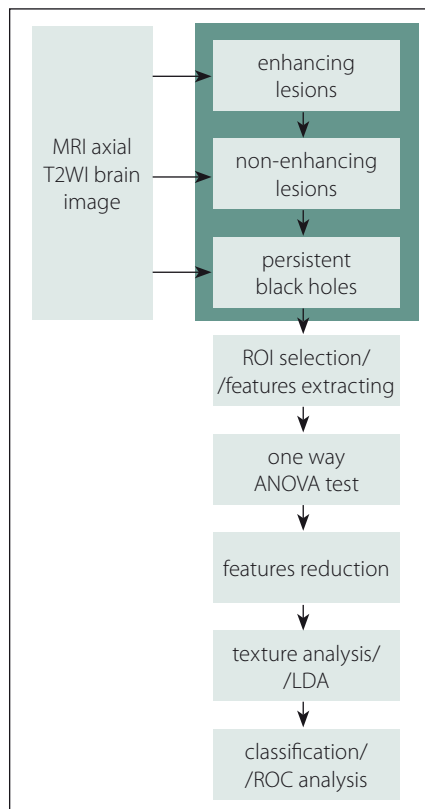 MRI axial
T2WI brain
image
enhancing
lesions
non-enhancing
lesions
persistent
black holes
ROI selection/
/features extracting
one way
ANOVA test
features reduction
texture analysis/
/LDA
classification/
/ROC analysis